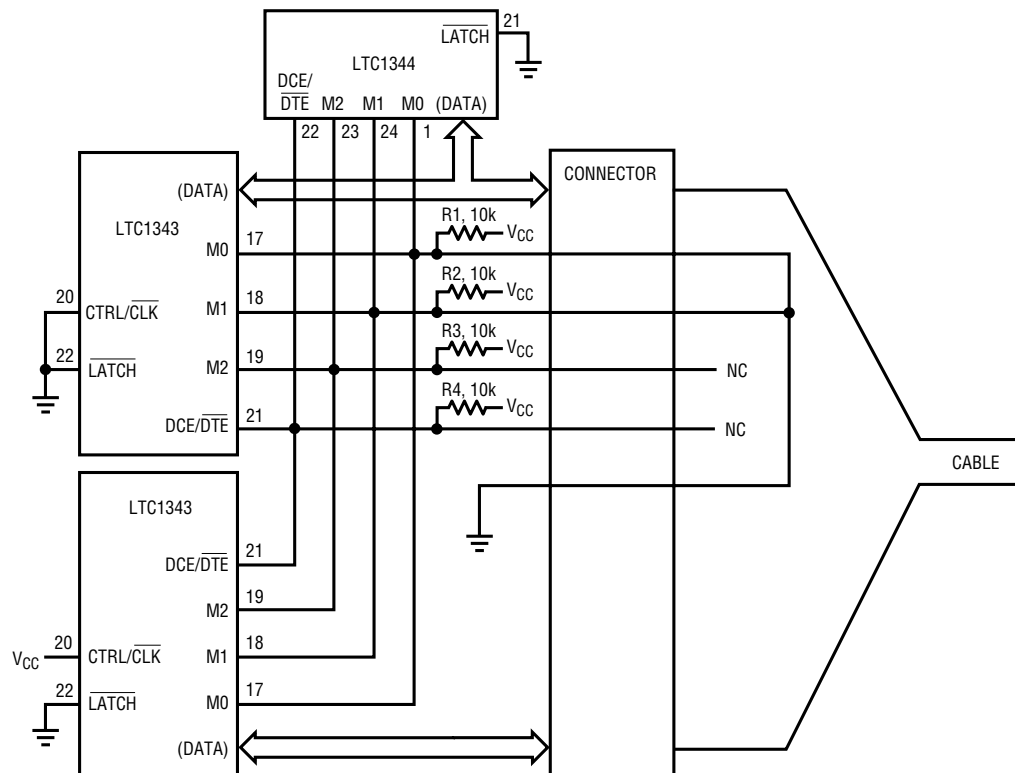 LATCH
21
LTC1344
DCE/
DTE M2 M1 M0 (DATA)
22 23 24 1
(DATA)
LTC1343
M0 17
20 CTRL/CLK
M1 18
22 LATCH
M2 19
DCE/DTE 21
R1, 10k
VCC
R2, 10k
VCC
R3, 10k
VCC
R4, 10k
VCC
CONNECTOR
NC
NC
CABLE
LTC1343
DCE/DTE 21
M2 19
VCC 20 CTRL/CLK
M1 18
22 LATCH
M0 17
(DATA)